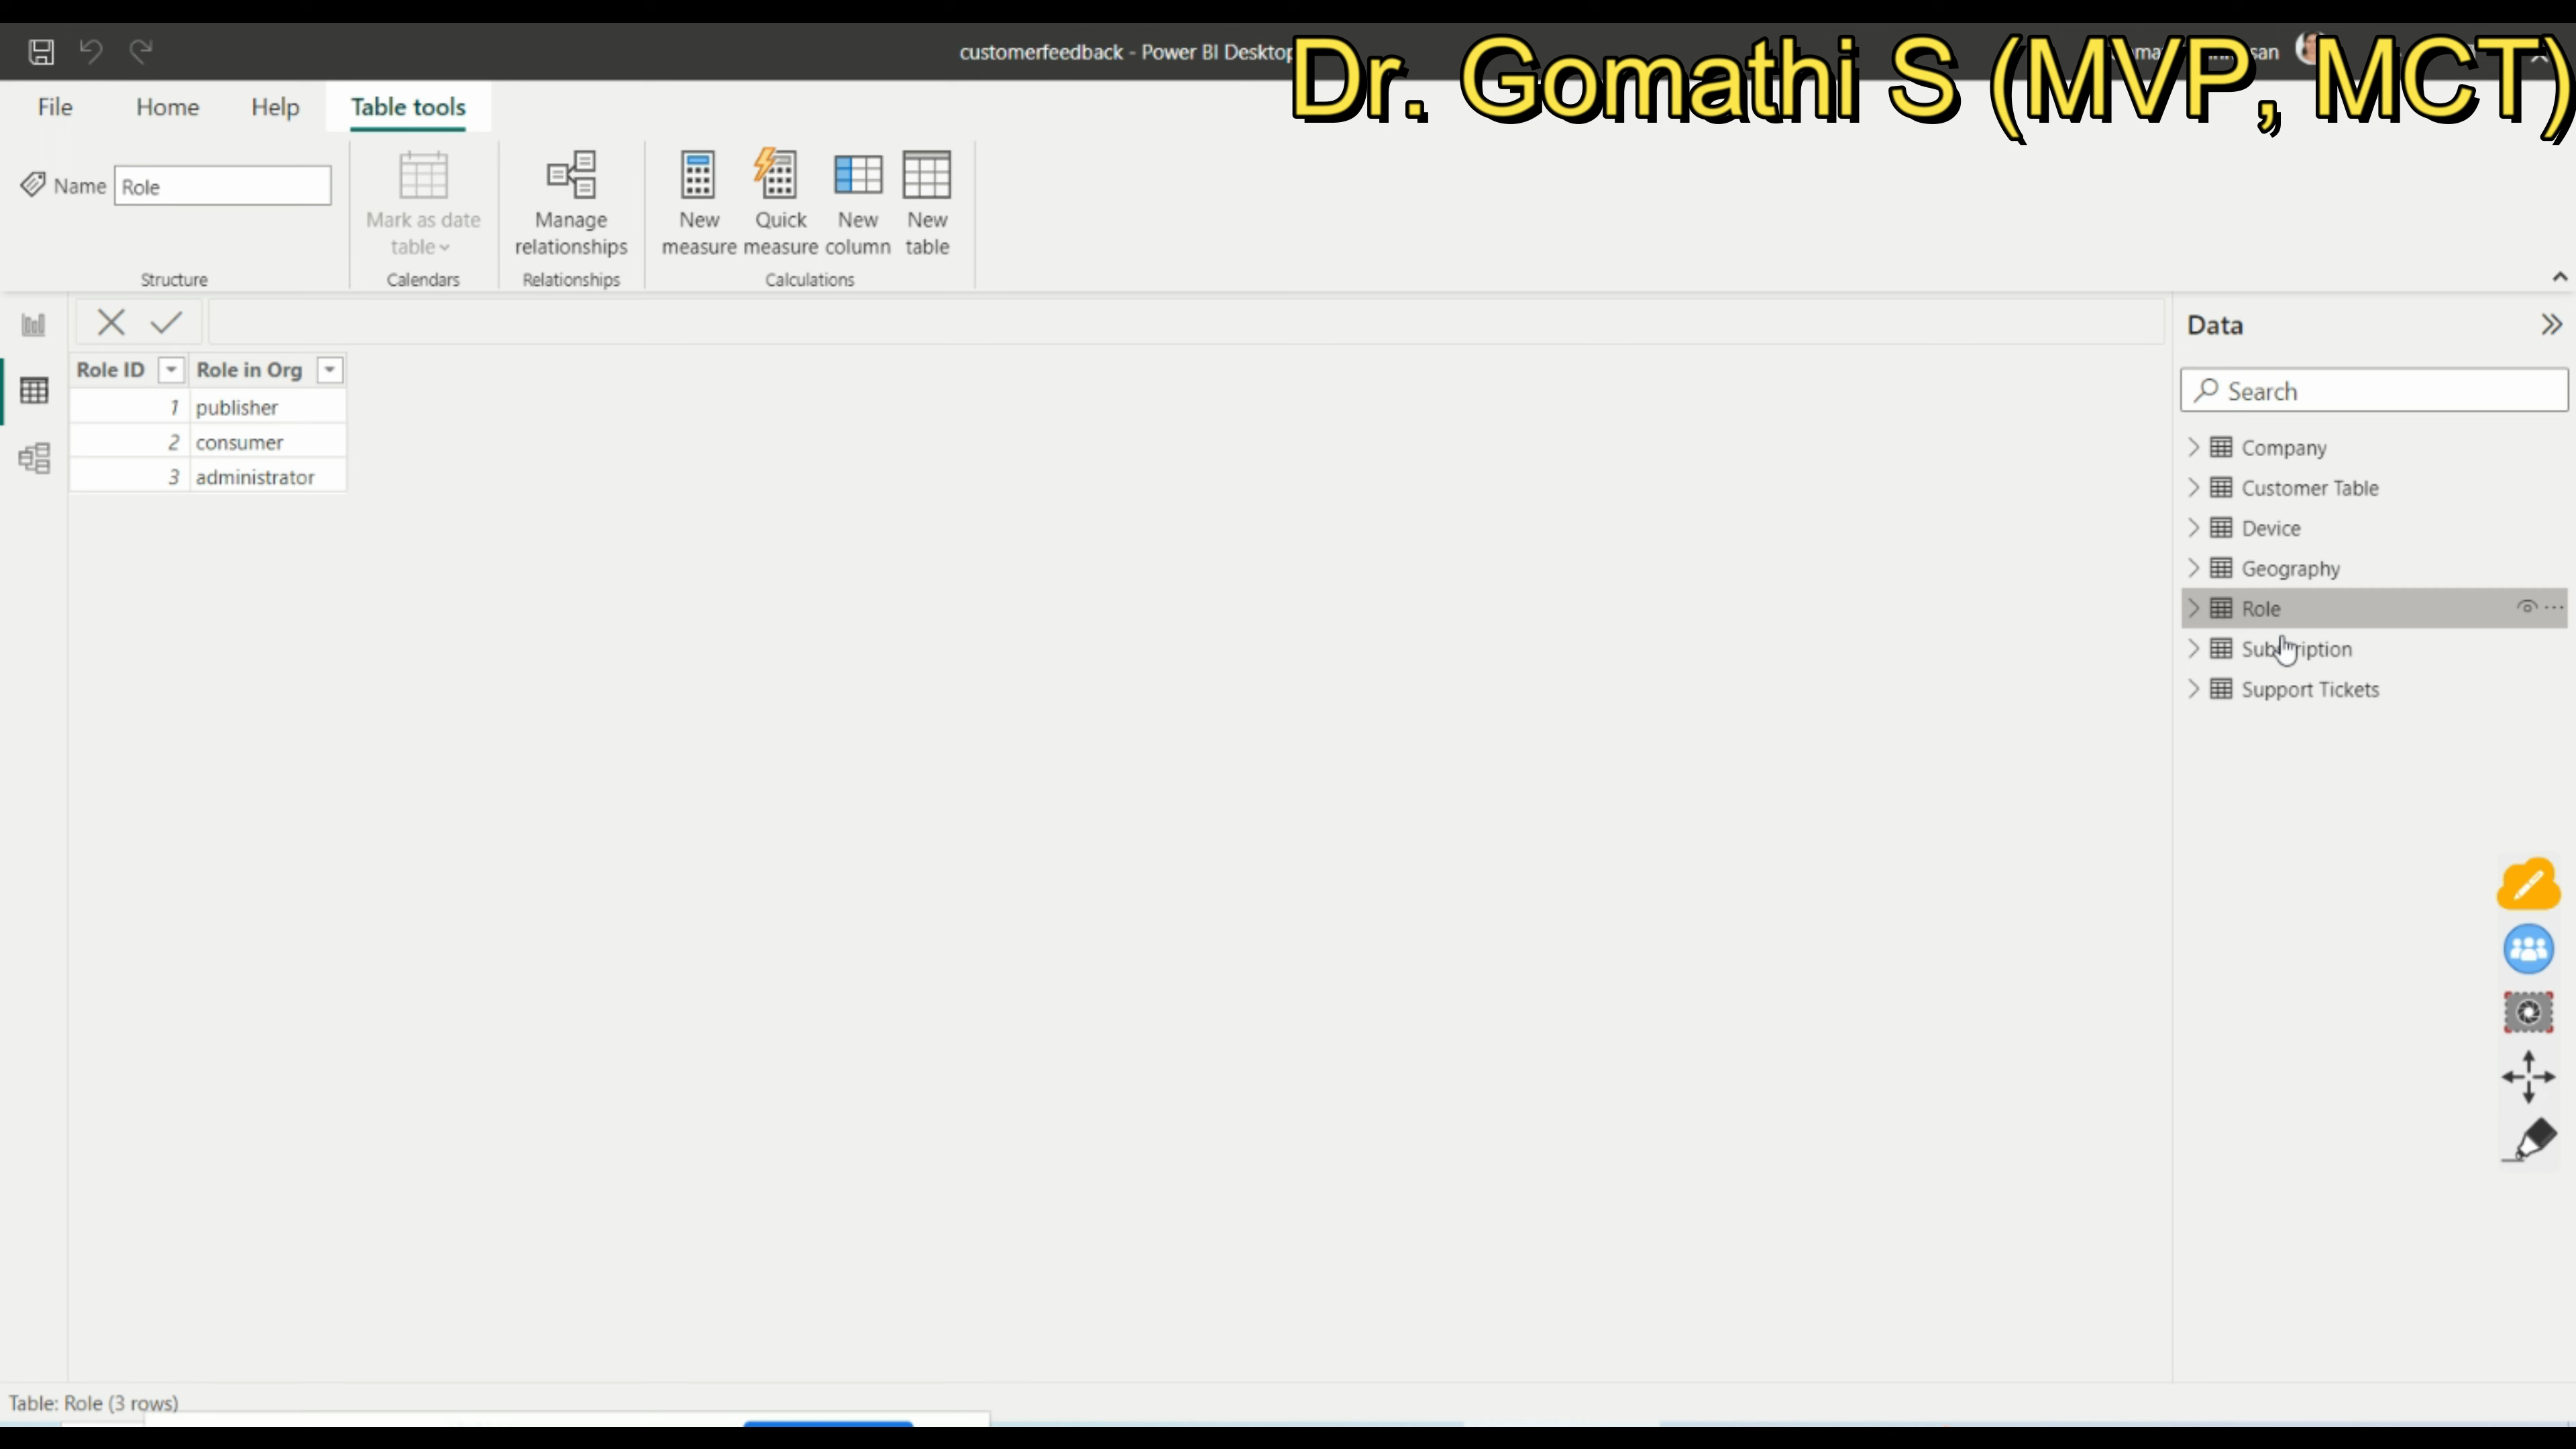 customerfeedback - Power BI Desktop
Dr. Gomathi S (MVP, MCT)
File Home Help Table tools
Name Role
Mark as date table
Manage relationships
New measure
Quick measure
New column
New table
Structure Calendars Relationships Calculations
Data
Search
Role ID Role in Org
1 publisher
2 consumer
3 administrator
Company
Customer Table
Device
Geography
Role
Subscription
Support Tickets
Table: Role (3 rows)